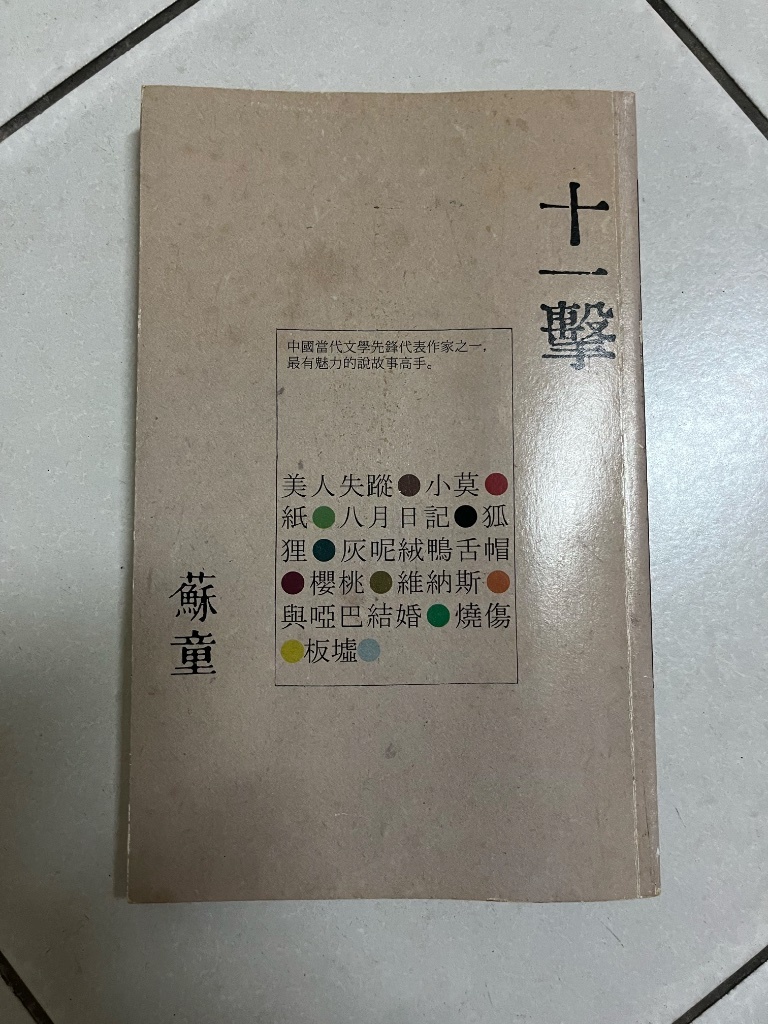 十一擊
中國當代文學先鋒代表作家之一,
最有魅力的說故事高手。
美人失蹤●小莫●
紙●八月日記●狐
狸●灰呢絨鴨舌帽
●櫻桃●維納斯●
與啞巴結婚●燒傷
●板墟●
蘇童